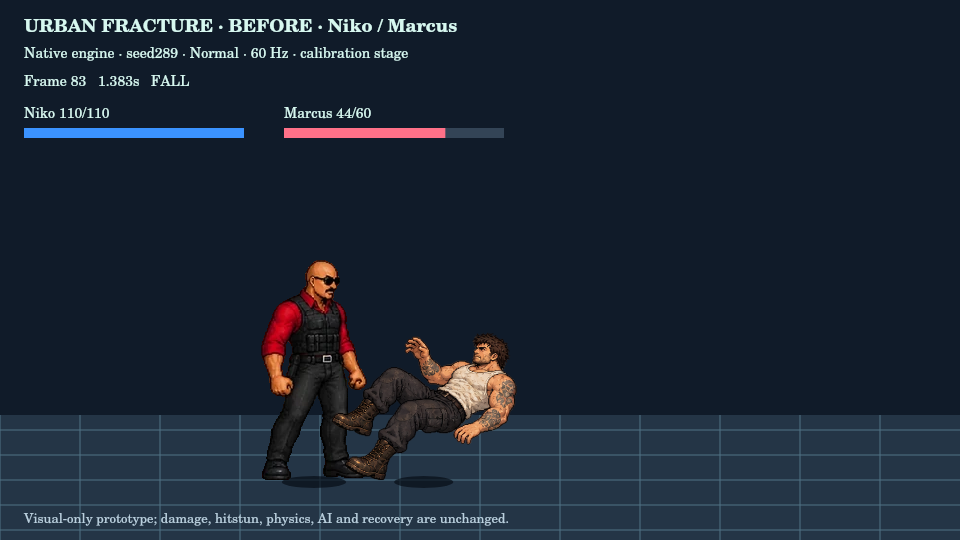 URBAN FRACTURE · BEFORE · Niko / Marcus
Native engine · seed289 · Normal · 60 Hz · calibration stage
Frame 83 1.383s FALL
Niko 110/110
Marcus 44/60
Visual-only prototype; damage, hitstun, physics, AI and recovery are unchanged.